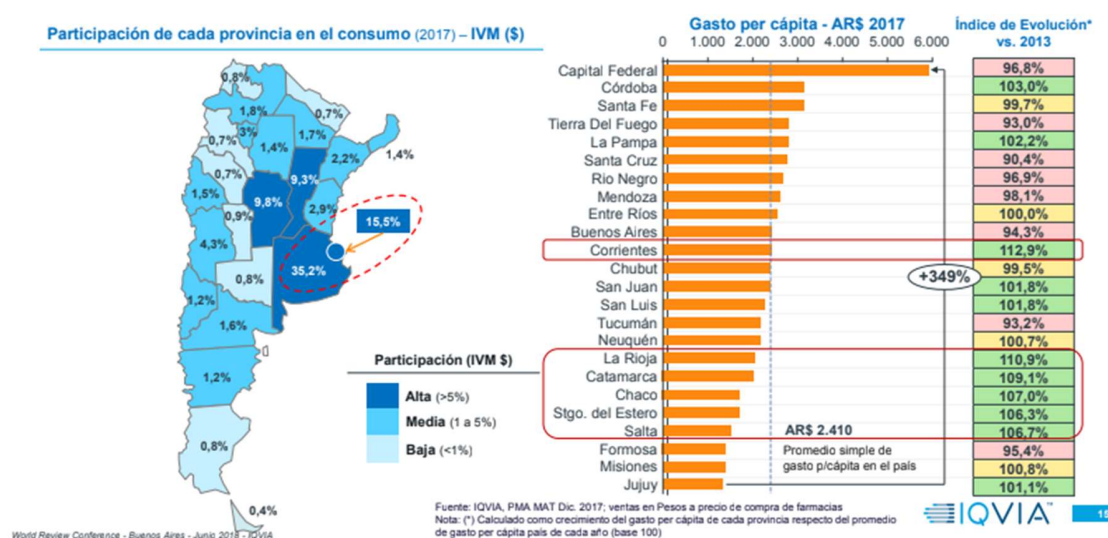 Participación de cada provincia en el consumo (2017) – IVM ($)
0,8%
1,8%
0,7%
0,7%
3%
1,7%
1,4%
2,2%
1,4%
0,7%
9,3%
1,5%
9,8%
2,9%
0,9%
15,5%
4,3%
35,2%
0,8%
1,2%
1,6%
1,2%
0,8%
0,4%
Participación (IVM $)
Alta (>5%)
Media (1 a 5%)
Baja (<1%)
World Review Conference - Buenos Aires - Junio 2018 - IQVIA
Gasto per cápita - AR$ 2017
Índice de Evolución*
vs. 2013
0 1.000 2.000 3.000 4.000 5.000 6.000
Capital Federal 96,8%
Córdoba 103,0%
Santa Fe 99,7%
Tierra Del Fuego 93,0%
La Pampa 102,2%
Santa Cruz 90,4%
Rio Negro 96,9%
Mendoza 98,1%
Entre Ríos 100,0%
Buenos Aires 94,3%
Corrientes 112,9%
Chubut 99,5%
+349%
San Juan 101,8%
San Luis 101,8%
Tucumán 93,2%
Neuquén 100,7%
La Rioja 110,9%
Catamarca 109,1%
Chaco 107,0%
Stgo. del Estero 106,3%
Salta AR$ 2.410 106,7%
Formosa 95,4%
Promedio simple de
gasto p/cápita en el país
Misiones 100,8%
Jujuy 101,1%
Fuente: IQVIA, PMA MAT Dic. 2017; ventas en Pesos a precio de compra de farmacias
Nota: (*) Calculado como crecimiento del gasto per cápita de cada provincia respecto del promedio
de gasto per cápita país de cada año (base 100)
IQVIA™
15